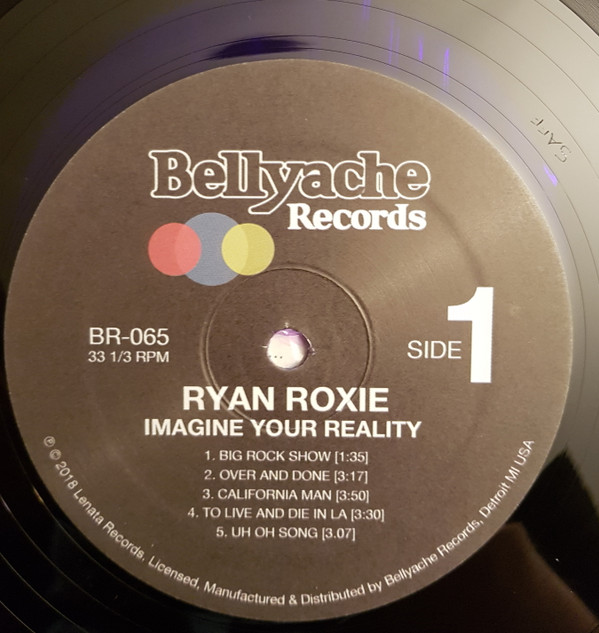 Bellyache
Records
BR-065
33 1/3 RPM
SIDE 1
RYAN ROXIE
IMAGINE YOUR REALITY
1. BIG ROCK SHOW [1:35]
2. OVER AND DONE [3:17]
3. CALIFORNIA MAN [3:50]
4. TO LIVE AND DIE IN LA [3:30]
5. UH OH SONG [3.07]
℗ © 2018 Lenata Records, Licensed, Manufactured & Distributed by Bellyache Records, Detroit MI USA